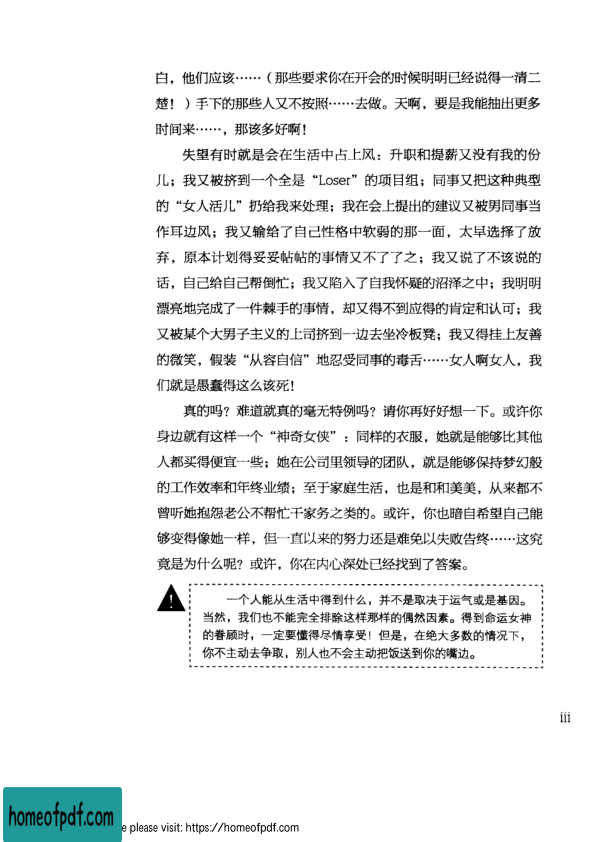 白，他们应该……（那些要求你在开会的时候明明已经说得一清二
楚！）手下的那些人又不按照……去做。天啊，要是我能抽出更多
时间来……，那该多好啊！
失望有时就是会在生活中占上风：升职和提薪又没有我的份
儿；我又被挤到一个全是“Loser”的项目组；同事又把这种典型
的“女人活儿”扔给我来处理；我在会上提出的建议又被男同事当
作耳边风；我又输给了自己性格中软弱的那一面，太早选择了放
弃，原本计划得妥妥帖帖的事情又不了了之；我又说了不该说的
话，自己给自己帮倒忙；我又陷入了自我怀疑的沼泽之中；我明明
漂亮地完成了一件棘手的事情，却又得不到应得的肯定和认可；我
又被某个大男子主义的上司挤到一边去坐冷板凳；我又得挂上友善
的微笑，假装“从容自信”地忍受同事的毒舌……女人啊女人，我
们就是愚蠢得这么该死！
真的吗？难道就真的毫无特例吗？请你再好好想一下。或许你
身边就有这样一个“神奇女侠”：同样的衣服，她就是能够比其他
人都买得便宜一些；她在公司里领导的团队，就是能够保持梦幻般
的工作效率和年终业绩；至于家庭生活，也是和和美美，从来都不
曾听她抱怨老公不帮忙干家务之类的。或许，你也暗自希望自己能
够变得像她一样，但一直以来的努力还是难免以失败告终……这究
竟是为什么呢？或许，你在内心深处已经找到了答案。
!
一个人能从生活中得到什么，并不是取决于运气或是基因。
当然，我们也不能完全排除这样那样的偶然因素。得到命运女神
的眷顾时，一定要懂得尽情享受！但是，在绝大多数的情况下，
你不主动去争取，别人也不会主动把饭送到你的嘴边。
iii
homeofpdf.com
e please visit: https://homeofpdf.com